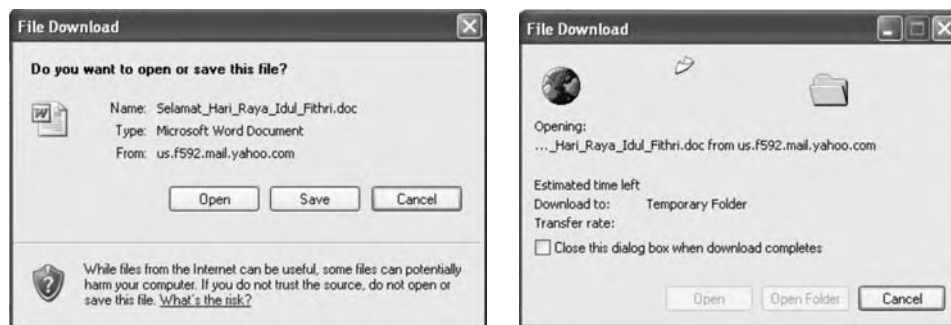 File Download
Do you want to open or save this file?
Name: Selamat_Hari_Raya_Idul_Fithri.doc
Type: Microsoft Word Document
From: us.f592.mail.yahoo.com
Open Save Cancel
While files from the Internet can be useful, some files can potentially
harm your computer. If you do not trust the source, do not open or
save this file. What's the risk?
File Download
Opening:
..._Hari_Raya_Idul_Fithri.doc from us.f592.mail.yahoo.com
Estimated time left
Download to: Temporary Folder
Transfer rate:
Close this dialog box when download completes
Open Open Folder Cancel